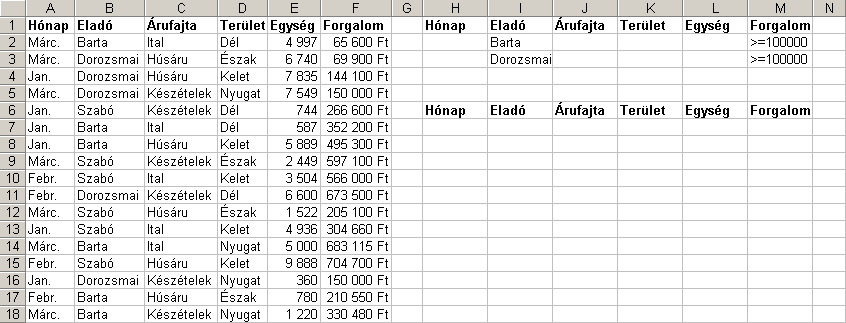 A B C D E F G H I J K L M N
1 Hónap Eladó Árufajta Terület Egység Forgalom Hónap Eladó Árufajta Terület Egység Forgalom
2 Márc. Barta Ital Dél 4 997 65 600 Ft Barta >=100000
3 Márc. Dorozsmai Húsáru Észak 6 740 69 900 Ft Dorozsmai >=100000
4 Jan. Dorozsmai Húsáru Kelet 7 835 144 100 Ft
5 Márc. Dorozsmai Készételek Nyugat 7 549 150 000 Ft
6 Jan. Szabó Készételek Dél 744 266 600 Ft Hónap Eladó Árufajta Terület Egység Forgalom
7 Jan. Barta Ital Dél 587 352 200 Ft
8 Jan. Barta Húsáru Kelet 5 889 495 300 Ft
9 Márc. Szabó Készételek Észak 2 449 597 100 Ft
10 Febr. Szabó Ital Kelet 3 504 566 000 Ft
11 Febr. Dorozsmai Készételek Dél 6 600 673 500 Ft
12 Márc. Szabó Húsáru Észak 1 522 205 100 Ft
13 Jan. Szabó Ital Kelet 4 936 304 660 Ft
14 Márc. Barta Ital Nyugat 5 000 683 115 Ft
15 Febr. Szabó Húsáru Kelet 9 888 704 700 Ft
16 Jan. Dorozsmai Készételek Nyugat 360 150 000 Ft
17 Febr. Barta Húsáru Észak 780 210 550 Ft
18 Márc. Barta Készételek Nyugat 1 220 330 480 Ft